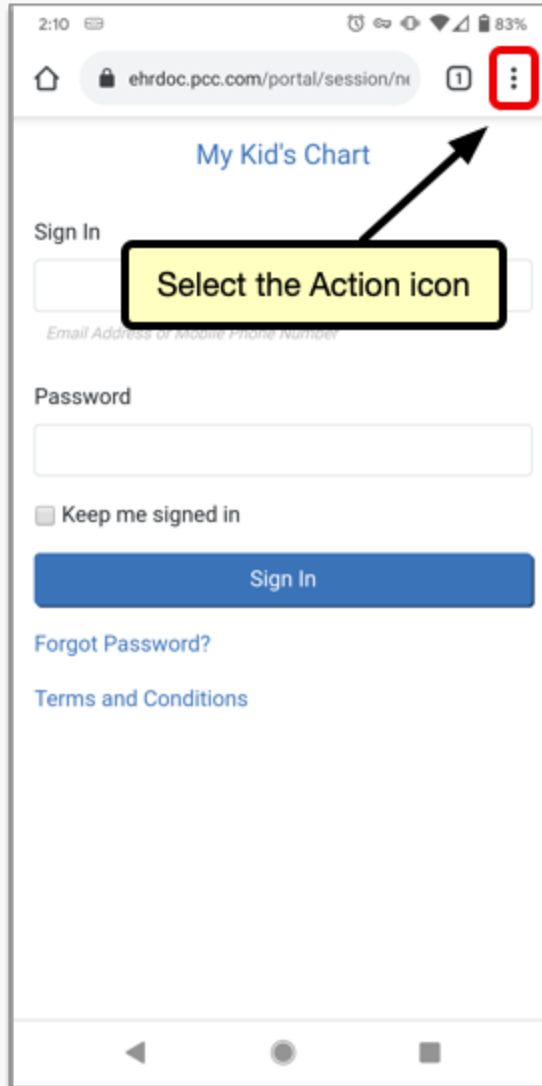 2:10
83%
ehrdoc.pcc.com/portal/session/ne
1
My Kid's Chart
Sign In
Select the Action icon
Email Address or Mobile Phone Number
Password
Keep me signed in
Sign In
Forgot Password?
Terms and Conditions